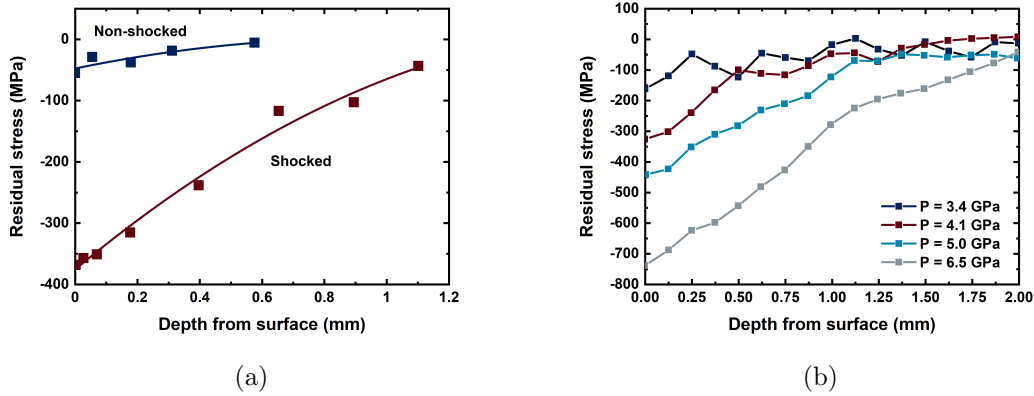 Residual stress (MPa)
0
-100
-200
-300
-400
Non-shocked
Shocked
0
0.2
0.4
0.6
0.8
1.0
1.2
Depth from surface (mm)
(a)
Residual stress (MPa)
100
0
-100
-200
-300
-400
-500
-600
-700
-800
P = 3.4 GPa
P = 4.1 GPa
P = 5.0 GPa
P = 6.5 GPa
0.00
0.25
0.50
0.75
1.00
1.25
1.50
1.75
2.00
Depth from surface (mm)
(b)